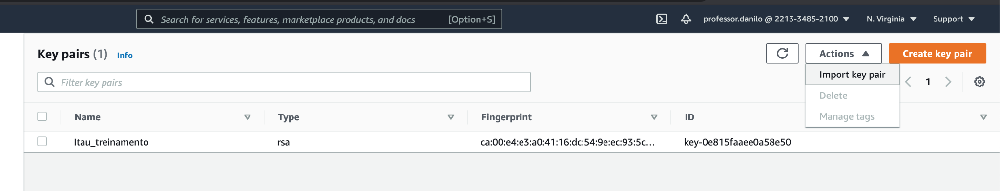 Search for services, features, marketplace products, and docs [Option+S] professor.danilo @ 2213-3485-2100 N. Virginia Support
Key pairs (1) Info Actions Create key pair
Import key pair
Filter key pairs 1
Delete
Manage tags
Name Type Fingerprint ID
Itau_treinamento rsa ca:00:e4:e3:a0:41:16:dc:54:9e:ec:93:5c... key-0e815faaee0a58e50